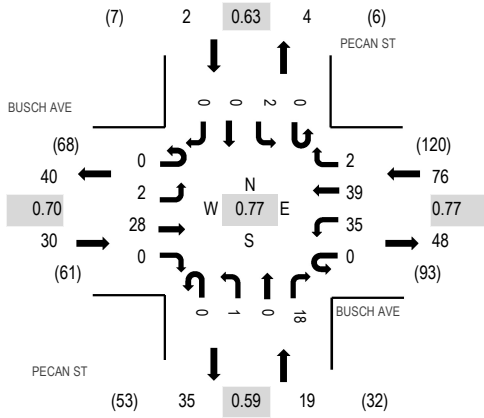 (7) 2 0.63 4 (6)
PECAN ST
BUSCH AVE
0 0 2 0
(68) 0 2 (120)
40 76
2 N 39
0.70 W 0.77 E 0.77
28 S 35
30 48
(61) 0 0 (93)
0 1 0 18
BUSCH AVE
PECAN ST
(53) 35 0.59 19 (32)